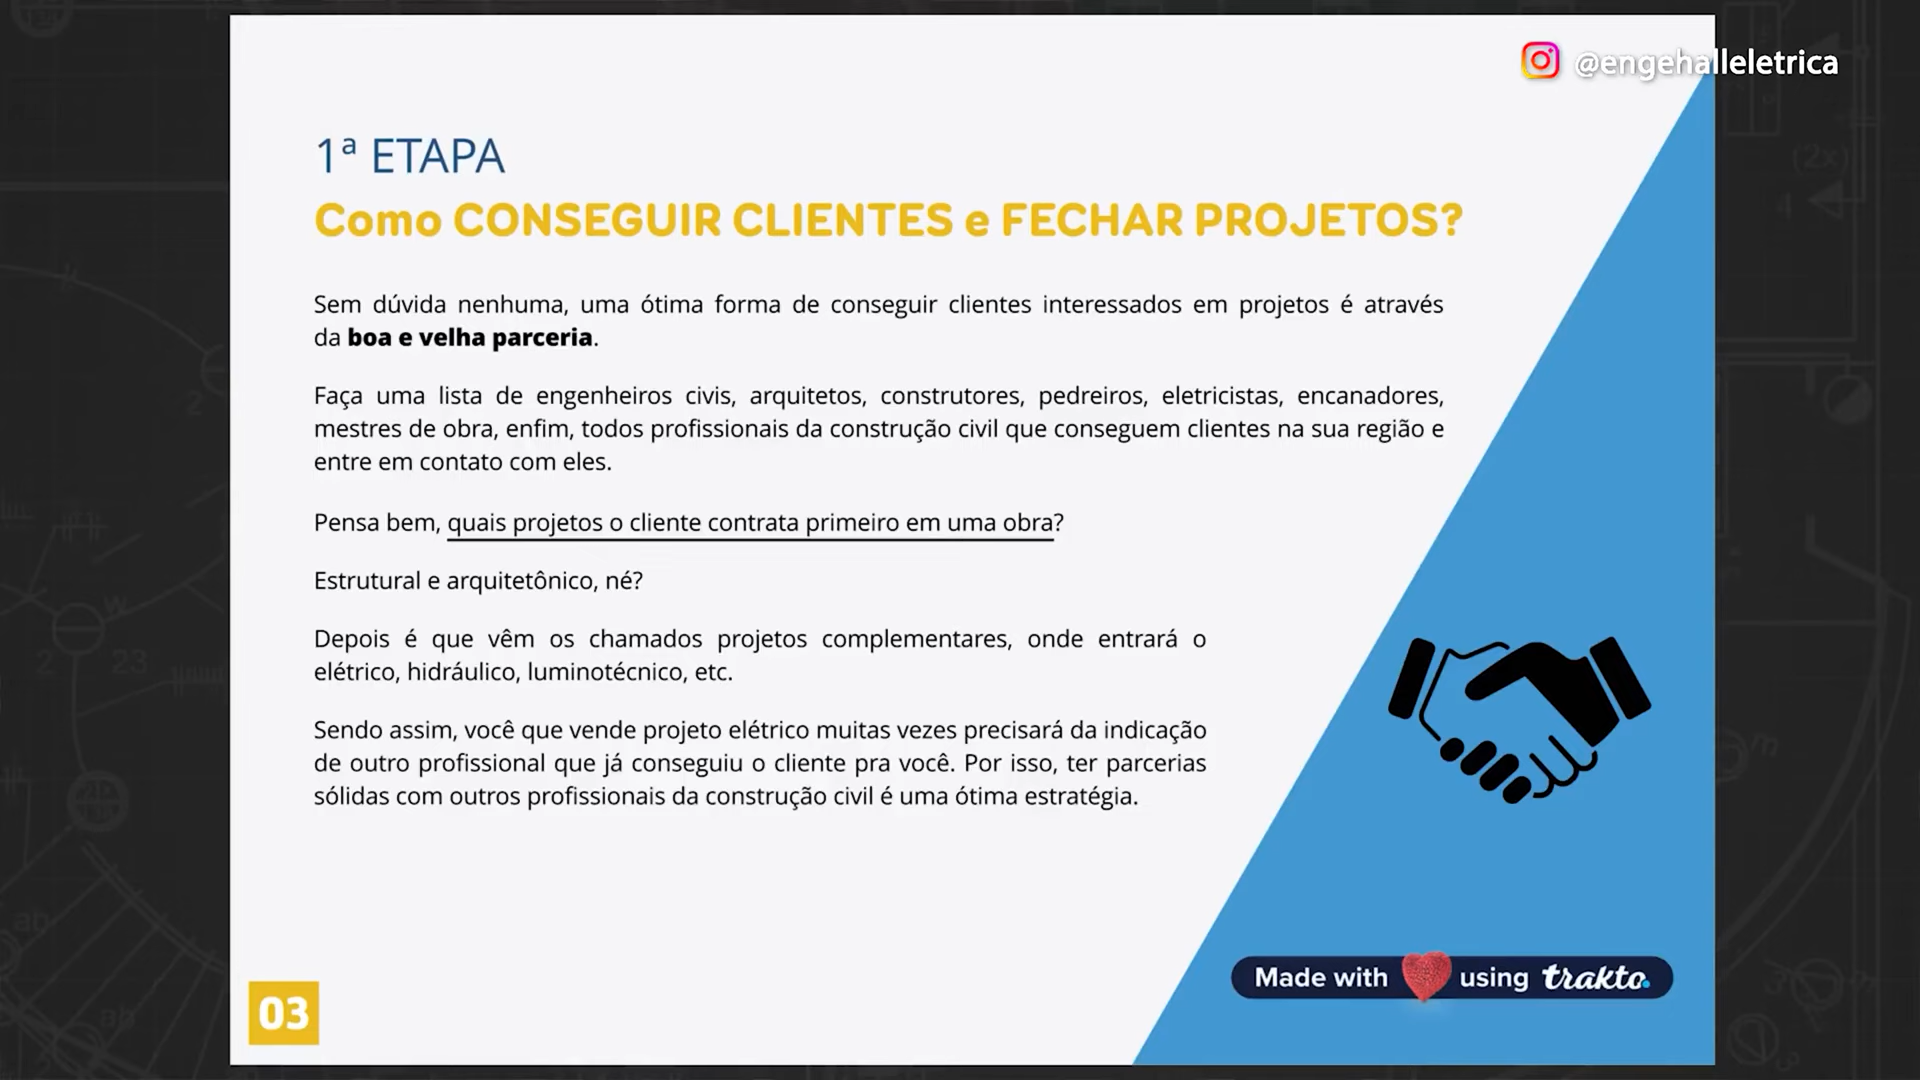 @engehalleletrica
1ª ETAPA
Como CONSEGUIR CLIENTES e FECHAR PROJETOS?
Sem dúvida nenhuma, uma ótima forma de conseguir clientes interessados em projetos é através
da boa e velha parceria.
Faça uma lista de engenheiros civis, arquitetos, construtores, pedreiros, eletricistas, encanadores,
mestres de obra, enfim, todos profissionais da construção civil que conseguem clientes na sua região e
entre em contato com eles.
Pensa bem, quais projetos o cliente contrata primeiro em uma obra?
Estrutural e arquitetônico, né?
Depois é que vêm os chamados projetos complementares, onde entrará o
elétrico, hidráulico, luminotécnico, etc.
Sendo assim, você que vende projeto elétrico muitas vezes precisará da indicação
de outro profissional que já conseguiu o cliente pra você. Por isso, ter parcerias
sólidas com outros profissionais da construção civil é uma ótima estratégia.
Made with using trakto.
03
(2x)
2
w
2 23
m
ab
ab